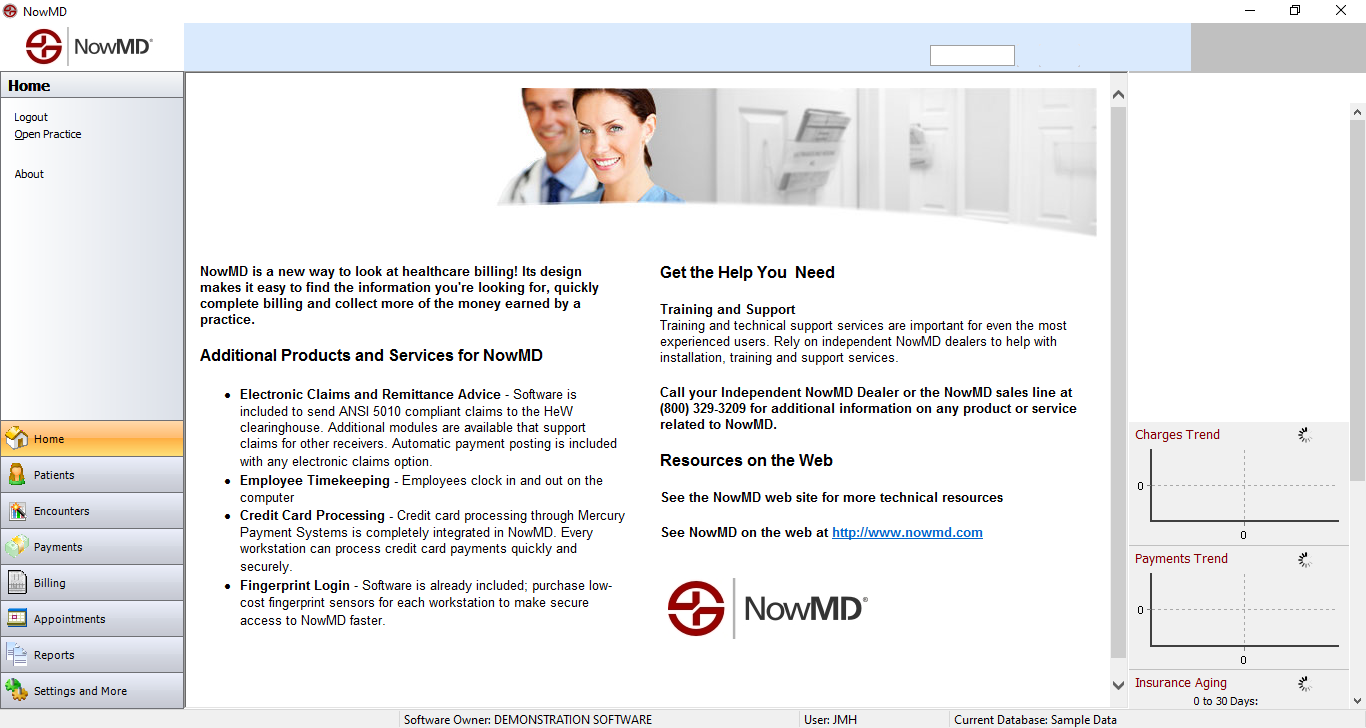 NowMD
NowMD®
Home
Logout
Open Practice
About
Home
Patients
Encounters
Payments
Billing
Appointments
Reports
Settings and More
NowMD is a new way to look at healthcare billing! Its design
makes it easy to find the information you're looking for, quickly
complete billing and collect more of the money earned by a
practice.
Additional Products and Services for NowMD
• Electronic Claims and Remittance Advice - Software is
included to send ANSI 5010 compliant claims to the HeW
clearinghouse. Additional modules are available that support
claims for other receivers. Automatic payment posting is included
with any electronic claims option.
• Employee Timekeeping - Employees clock in and out on the
computer
• Credit Card Processing - Credit card processing through Mercury
Payment Systems is completely integrated in NowMD. Every
workstation can process credit card payments quickly and
securely.
• Fingerprint Login - Software is already included; purchase low-
cost fingerprint sensors for each workstation to make secure
access to NowMD faster.
Get the Help You Need
Training and Support
Training and technical support services are important for even the most
experienced users. Rely on independent NowMD dealers to help with
installation, training and support services.
Call your Independent NowMD Dealer or the NowMD sales line at
(800) 329-3209 for additional information on any product or service
related to NowMD.
Resources on the Web
See the NowMD web site for more technical resources
See NowMD on the web at http://www.nowmd.com
NowMD®
Charges Trend
0
0
Payments Trend
0
0
Insurance Aging
0 to 30 Days:
Software Owner: DEMONSTRATION SOFTWARE
User: JMH
Current Database: Sample Data